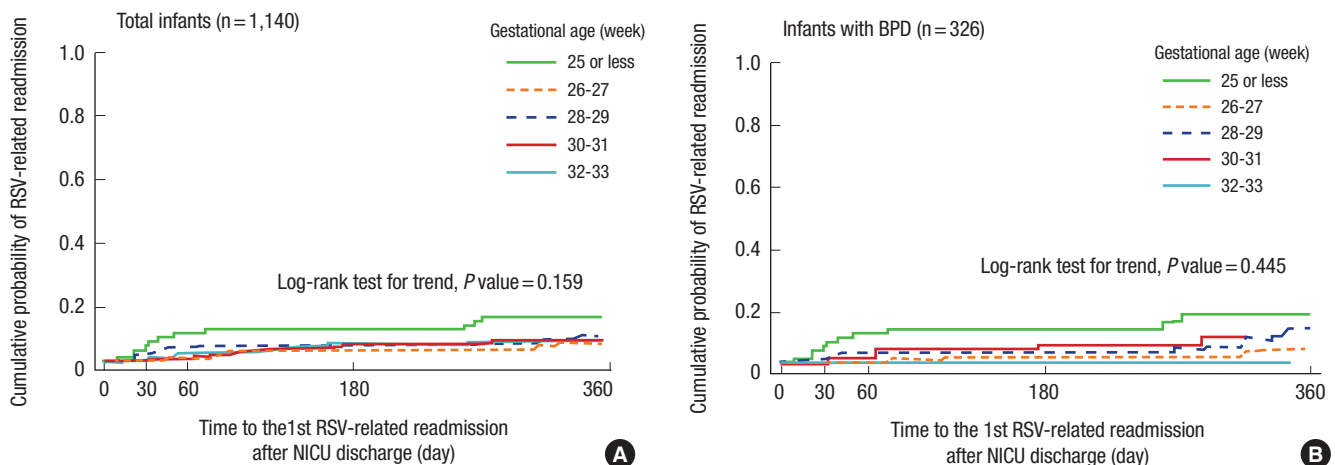 Total infants (n=1,140)
Cumulative probability of RSV-related readmission
1.0
0.8
0.6
0.4
0.2
0
Gestational age (week)
25 or less
26-27
28-29
30-31
32-33
Log-rank test for trend, P value=0.159
0 30 60 180 360
Time to the1st RSV-related readmission
after NICU discharge (day)
A
Infants with BPD (n=326)
Cumulative probability of RSV-related readmission
1.0
0.8
0.6
0.4
0.2
0
Gestational age (week)
25 or less
26-27
28-29
30-31
32-33
Log-rank test for trend, P value=0.445
0 30 60 180 360
Time to the 1st RSV-related readmission
after NICU discharge (day)
B